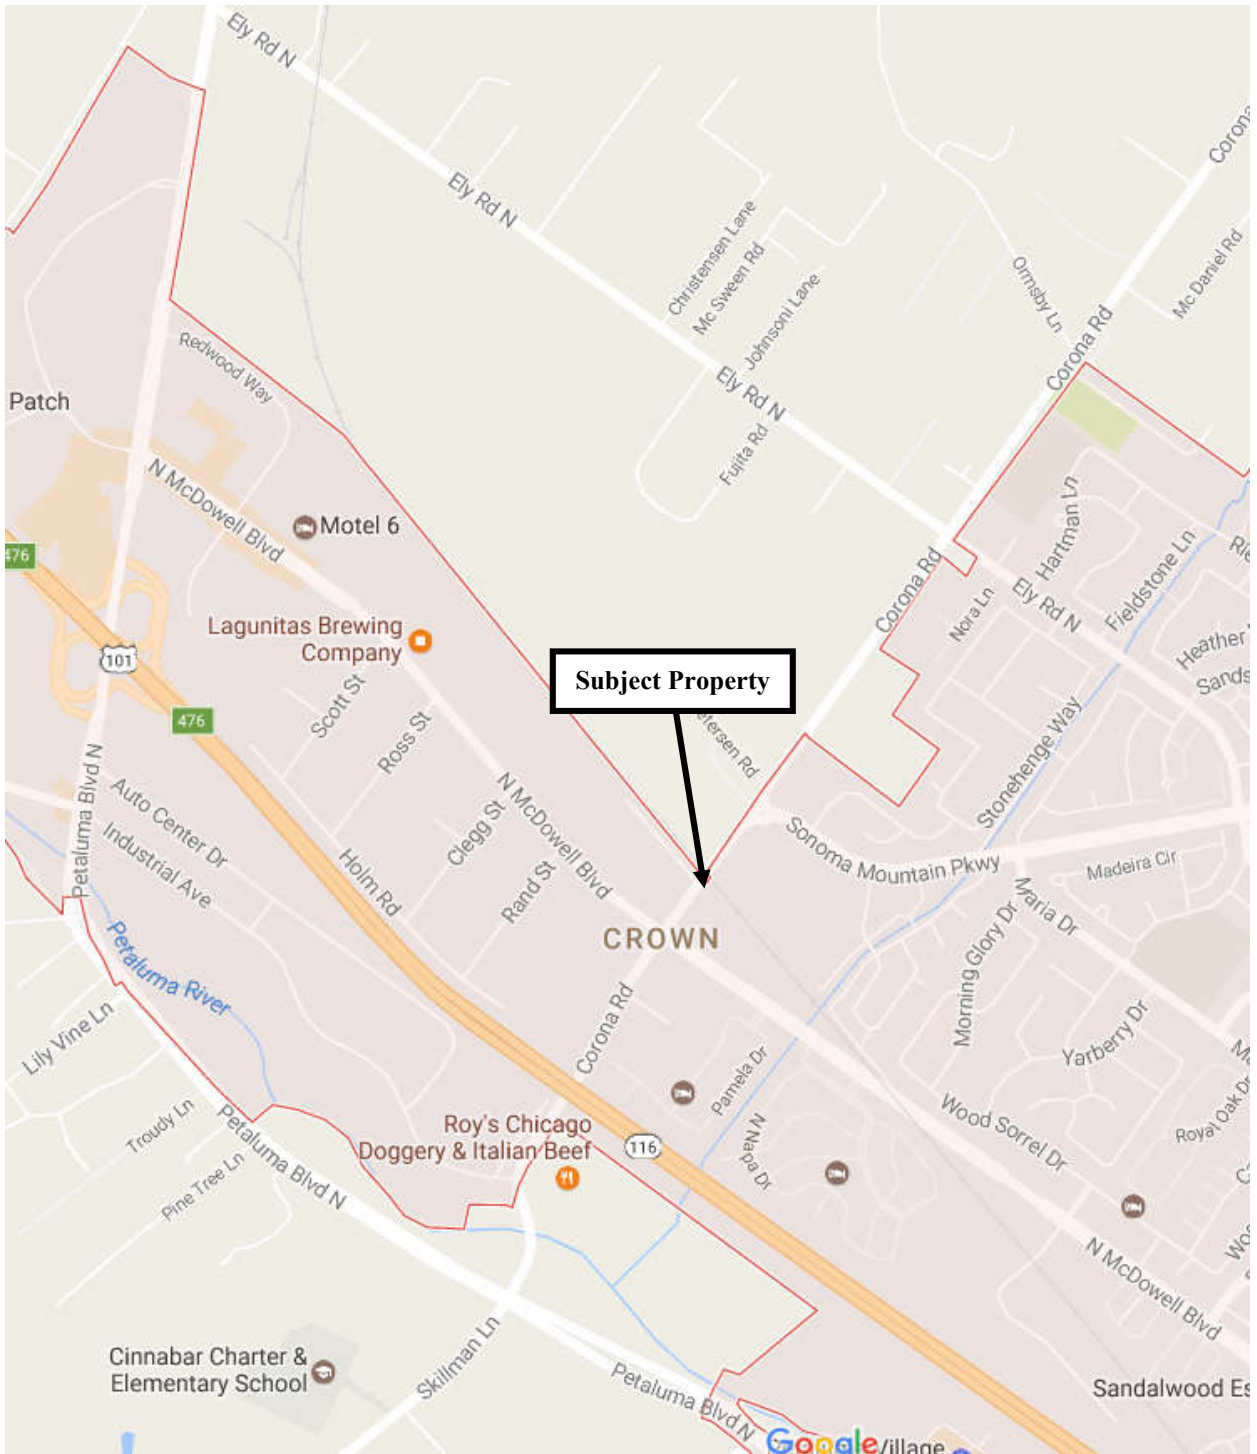 Ely Rd N
Corona
Ely Rd N
Christensen Lane
Mc Sween Rd
Johnsoni Lane
Ormsby Ln
Mc Daniel Rd
Corona Rd
Redwood Way
Patch
Ely Rd N
Fujita Rd
N McDowell Blvd
Motel 6
Hartman Ln
Fieldstone Ln
Rie
476
Corona Rd
Nora Ln
Ely Rd N
Lagunitas Brewing
Company
Heather
Sands
101
Subject Property
Scott St
Ross St
476
etersen Rd
Stonehenge Way
Petaluma Blvd N
Auto Center Dr
Industrial Ave
N McDowell Blvd
Clegg St
Holm Rd
Rand St
Sonoma Mountain Pkwy
Madeira Cir
Maria Dr
CROWN
Morning Glory Dr
Petaluma River
Lily Vine Ln
Corona Rd
Yarberry Dr
Ma
Pamela Dr
Royal Oak Dr
Wood Sorrel Dr
Troudy Ln
Petaluma Blvd N
Roy's Chicago
Doggery & Italian Beef
116
N Napa Dr
Pine Tree Ln
N McDowell Blvd
Woo
Cinnabar Charter &
Elementary School
Skillman Ln
Petaluma Blvd N
Sandalwood Es
Google
Village